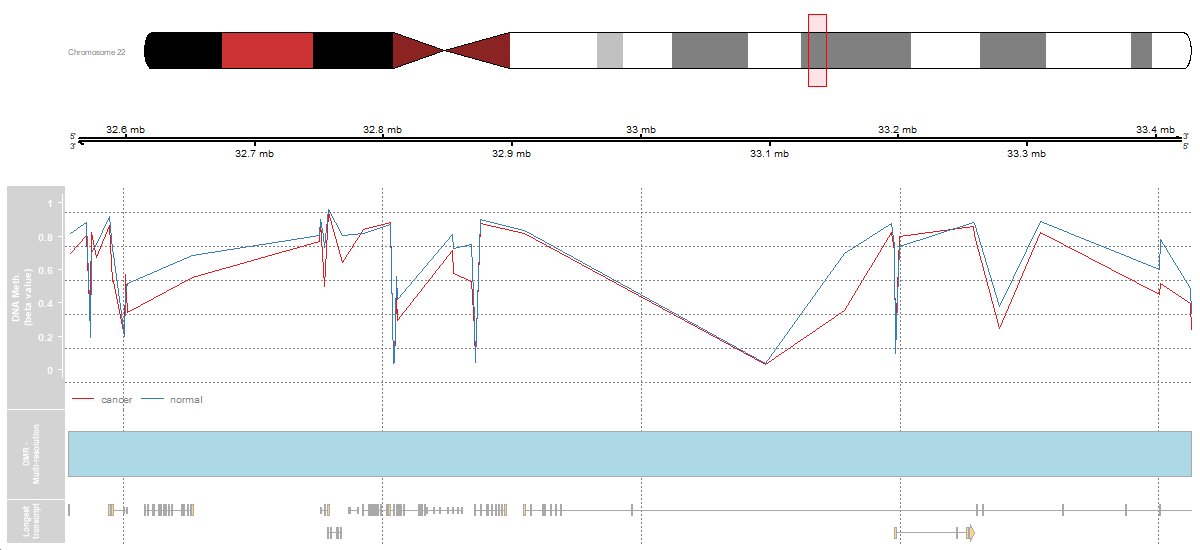 Chromosome 22
5' 32.6 mb 32.8 mb 33 mb 33.2 mb 33.4 mb 3'
3' 32.7 mb 32.9 mb 33.1 mb 33.3 mb 5'
DNA Meth.
(beta value)
1
0.8
0.6
0.4
0.2
0
cancer normal
DMR -
Multi-resolution
Longest
transcript